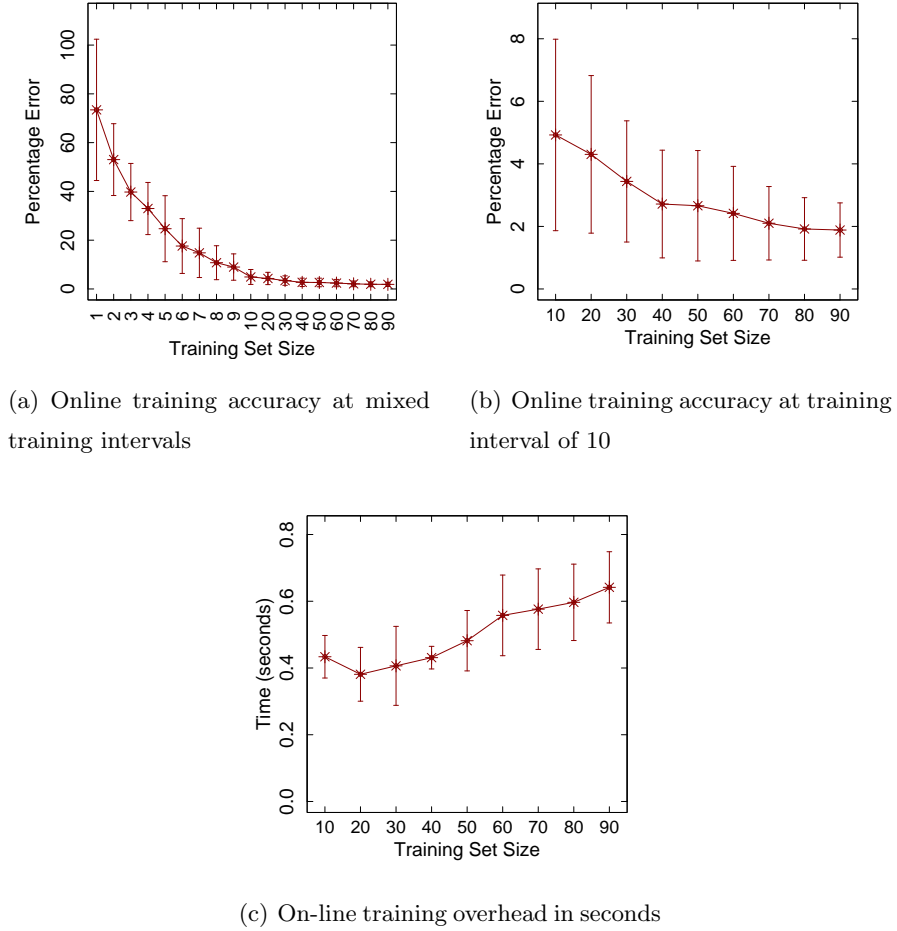 Percentage Error
0 20 40 60 80 100
1 2 3 4 5 6 7 8 9 10 20 30 40 50 60 70 80 90
Training Set Size
Percentage Error
0 2 4 6 8
10 20 30 40 50 60 70 80 90
Training Set Size
(a) Online training accuracy at mixed
training intervals
(b) Online training accuracy at training
interval of 10
Time (seconds)
0.0 0.2 0.4 0.6 0.8
10 20 30 40 50 60 70 80 90
Training Set Size
(c) On-line training overhead in seconds